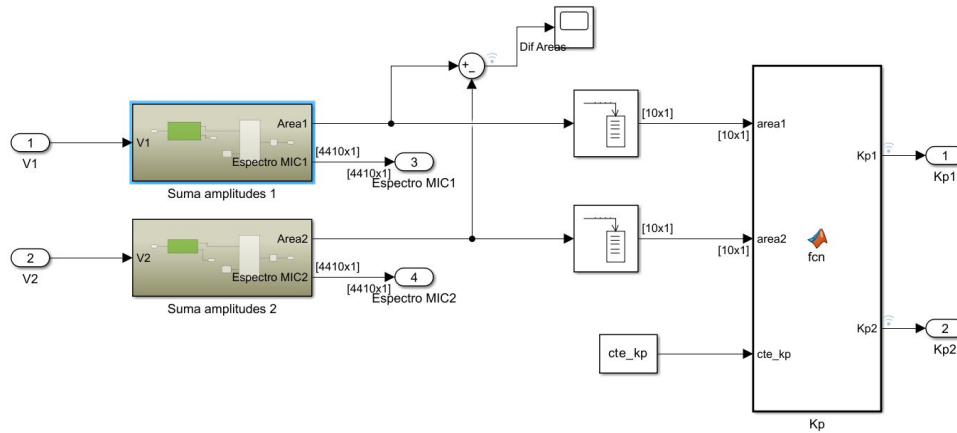 Dif Areas
+
−
Area1
[10x1]
[10x1]
area1
1
V1
V1
Espectro MIC1
[4410x1]
[4410x1]
3
Espectro MIC1
Suma amplitudes 1
Kp1
1
Kp1
Area2
[10x1]
[10x1]
area2
2
V2
V2
Espectro MIC2
[4410x1]
[4410x1]
4
Espectro MIC2
Suma amplitudes 2
fcn
Kp2
2
Kp2
cte_kp
cte_kp
Kp